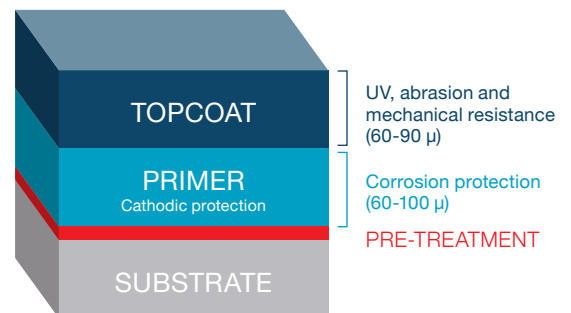 TOPCOAT
UV, abrasion and
mechanical resistance
(60-90 µ)
PRIMER
Cathodic protection
Corrosion protection
(60-100 µ)
PRE-TREATMENT
SUBSTRATE